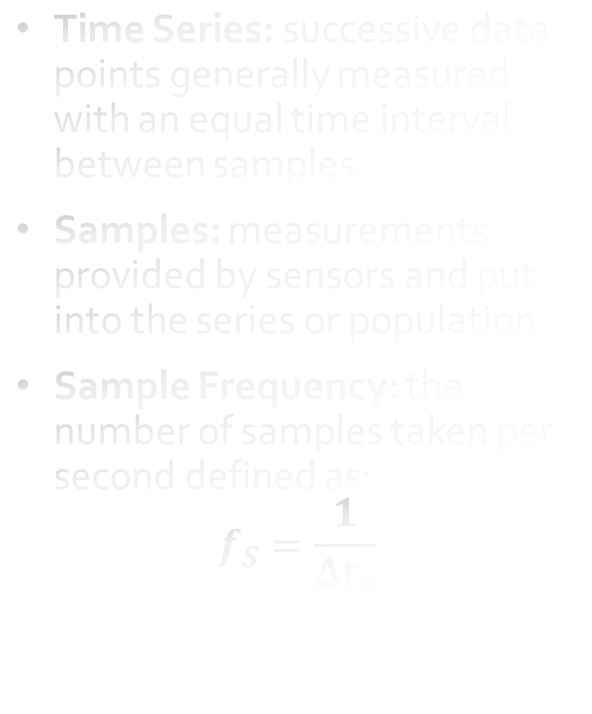 • Time Series: successive data
points generally measured
with an equal time interval
between samples
• Samples: measurements
provided by sensors and put
into the series or population
• Sample Frequency: the
number of samples taken per
second defined as:
f_S = 1/Δt_s